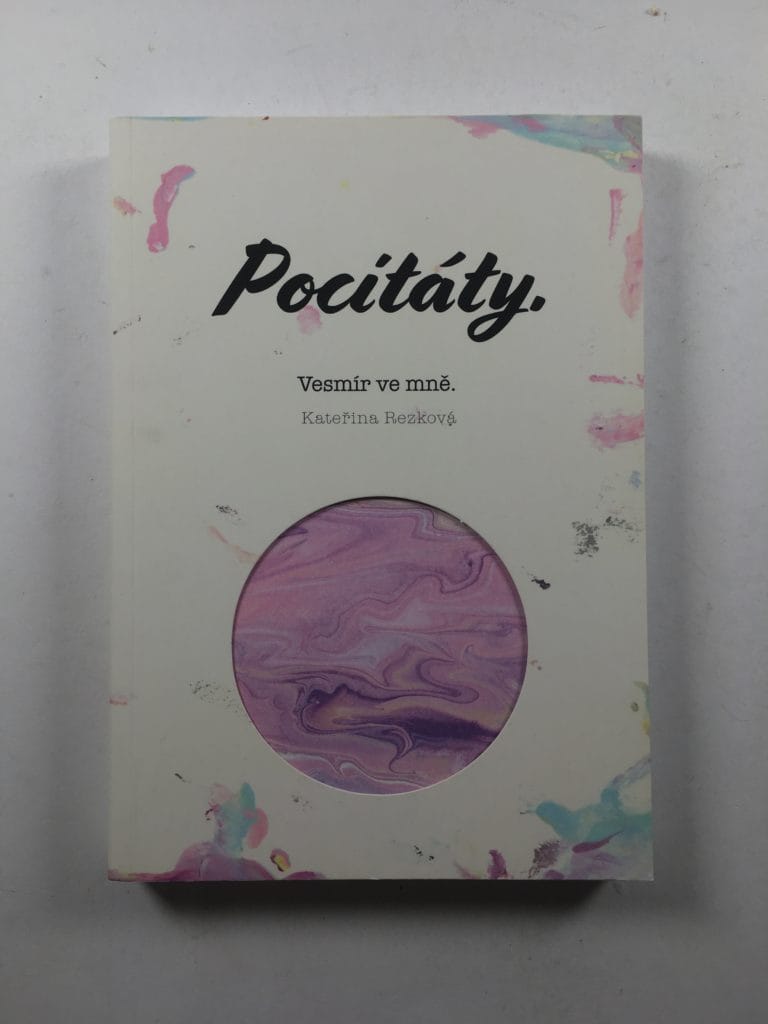 Pocitáty.
Vesmír ve mně.
Kateřina Rezková